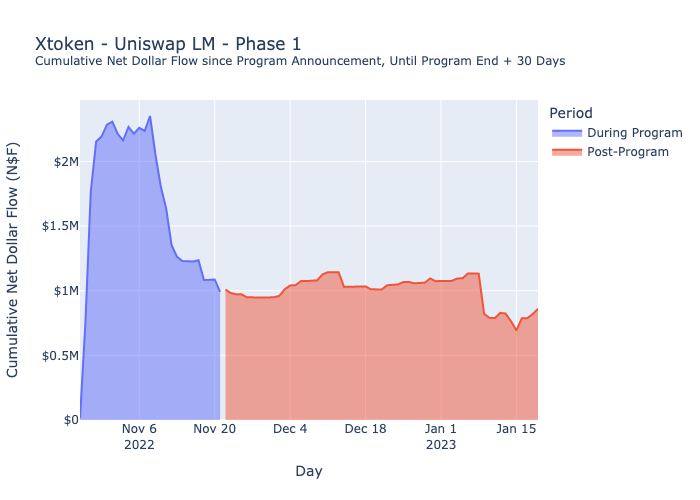 Xtoken - Uniswap LM - Phase 1
Cumulative Net Dollar Flow since Program Announcement, Until Program End + 30 Days
Period
During Program
Post-Program
Cumulative Net Dollar Flow (N$F)
$2M
$1.5M
$1M
$0.5M
$0
Nov 6
2022
Nov 20
Dec 4
Dec 18
Jan 1
2023
Jan 15
Day